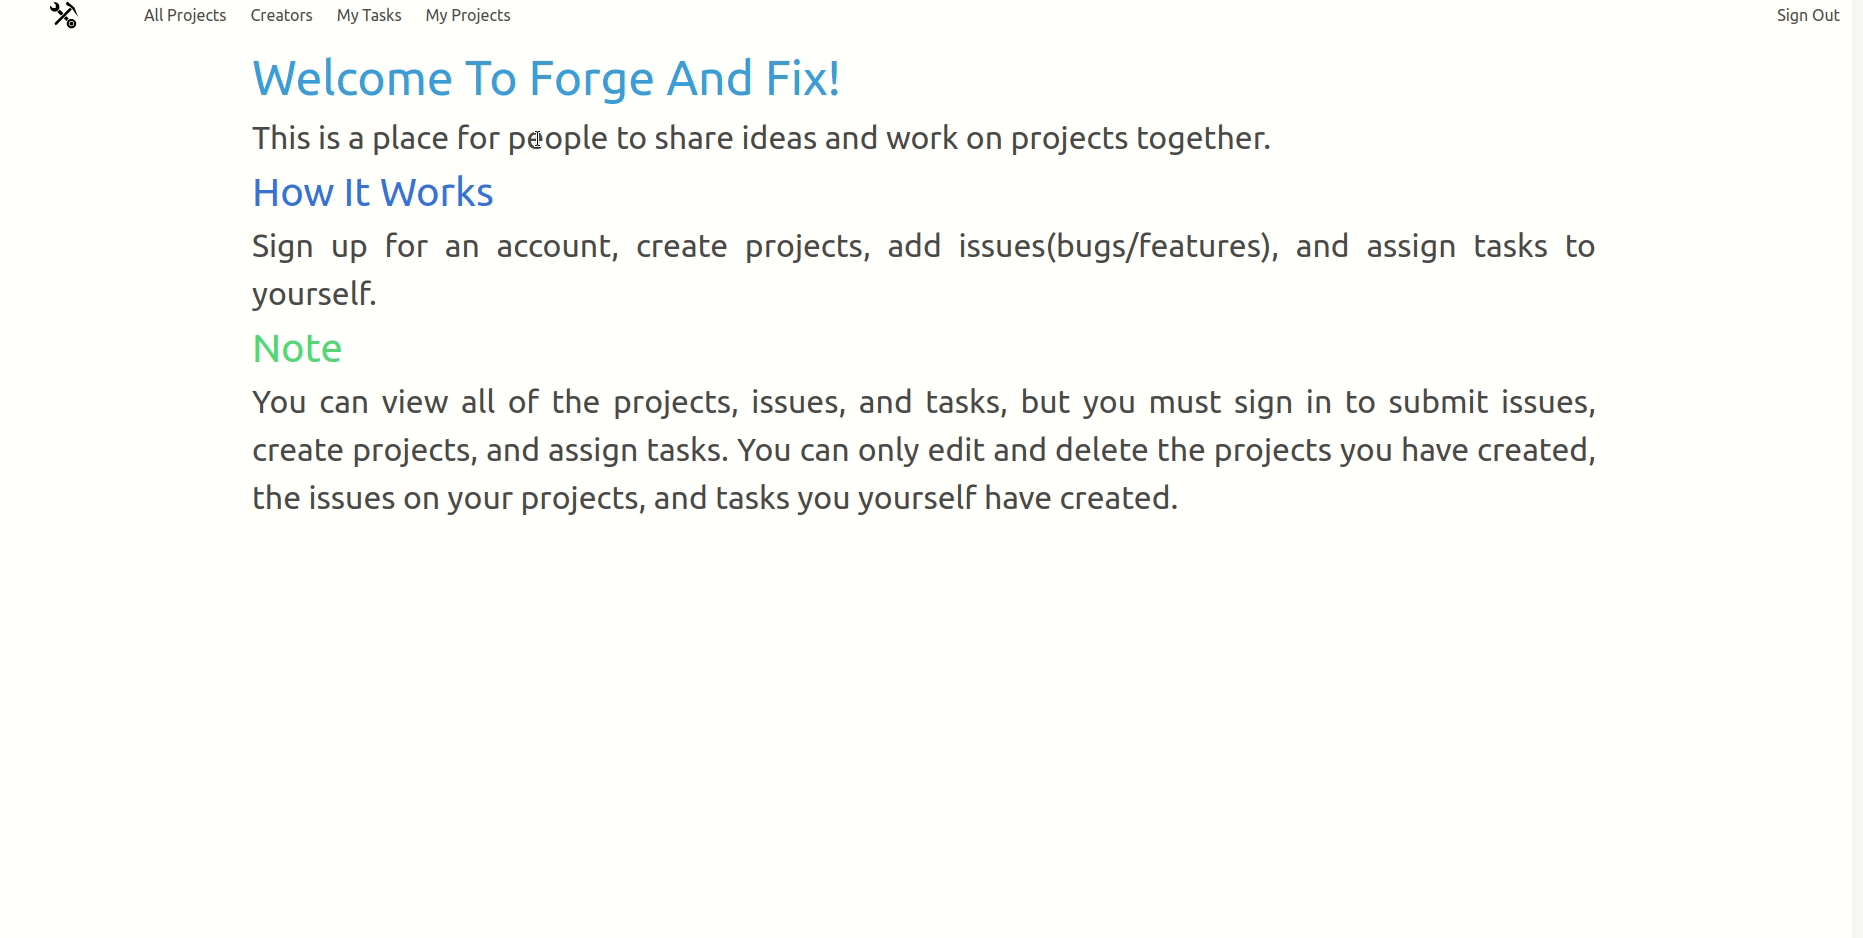 All Projects Creators My Tasks My Projects Sign Out
Welcome To Forge And Fix!
This is a place for people to share ideas and work on projects together.
How It Works
Sign up for an account, create projects, add issues(bugs/features), and assign tasks to
yourself.
Note
You can view all of the projects, issues, and tasks, but you must sign in to submit issues,
create projects, and assign tasks. You can only edit and delete the projects you have created,
the issues on your projects, and tasks you yourself have created.